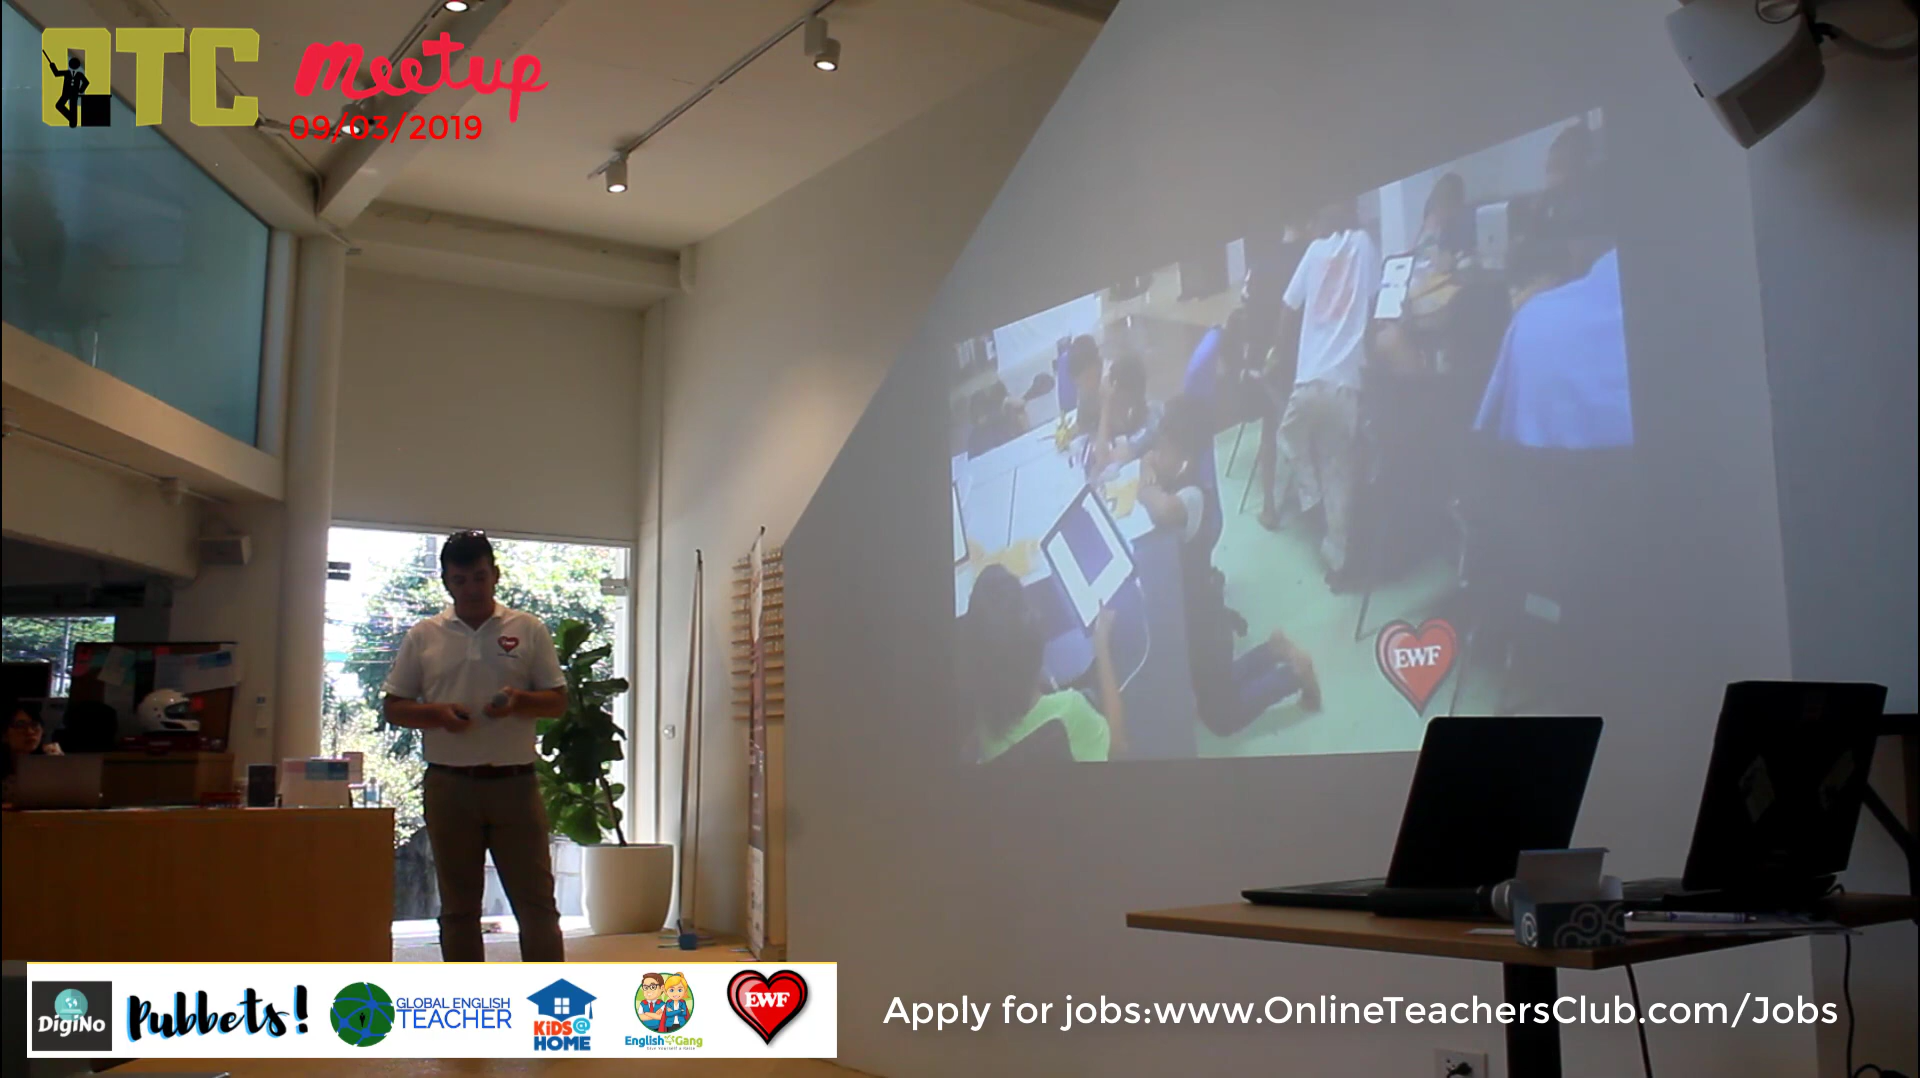 OTC
meetup
09/03/2019
EWF
DigiNo
Pubbets!
GLOBAL ENGLISH
TEACHER
KiDS@
HOME
English Gang
EWF
Apply for jobs:www.OnlineTeachersClub.com/Jobs